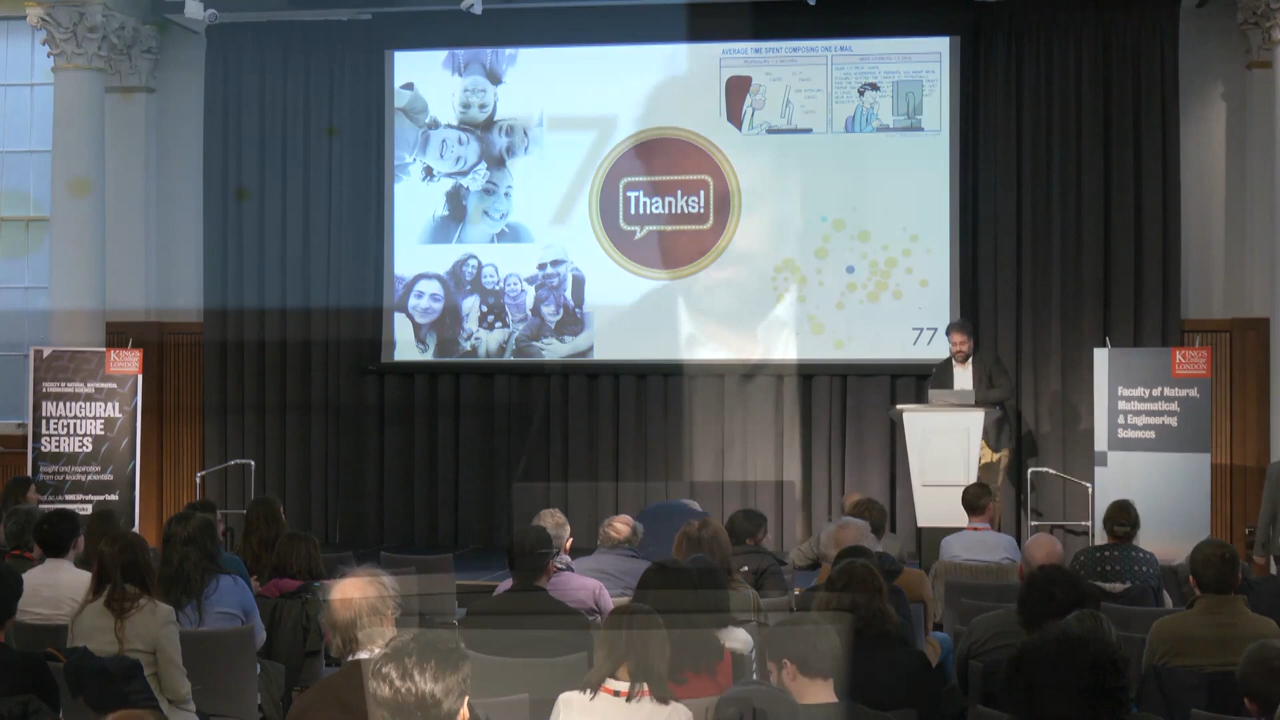 AVERAGE TIME SPENT COMPOSING ONE E-MAIL
7
Thanks!
77
KING'S
College
LONDON
FACULTY OF NATURAL, MATHEMATICAL
& ENGINEERING SCIENCES
INAUGURAL
LECTURE
SERIES
Insight and inspiration
from our leading scientists
KING'S
College
LONDON
Faculty of Natural,
Mathematical,
& Engineering
Sciences